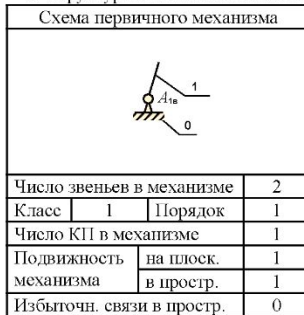 Схема первичного механизма
1
A1в
0
Число звеньев в механизме 2
Класс 1 Порядок 1
Число КП в механизме 1
Подвижность на плоск. 1
механизма в простр. 1
Избыточн. связи в простр. 0